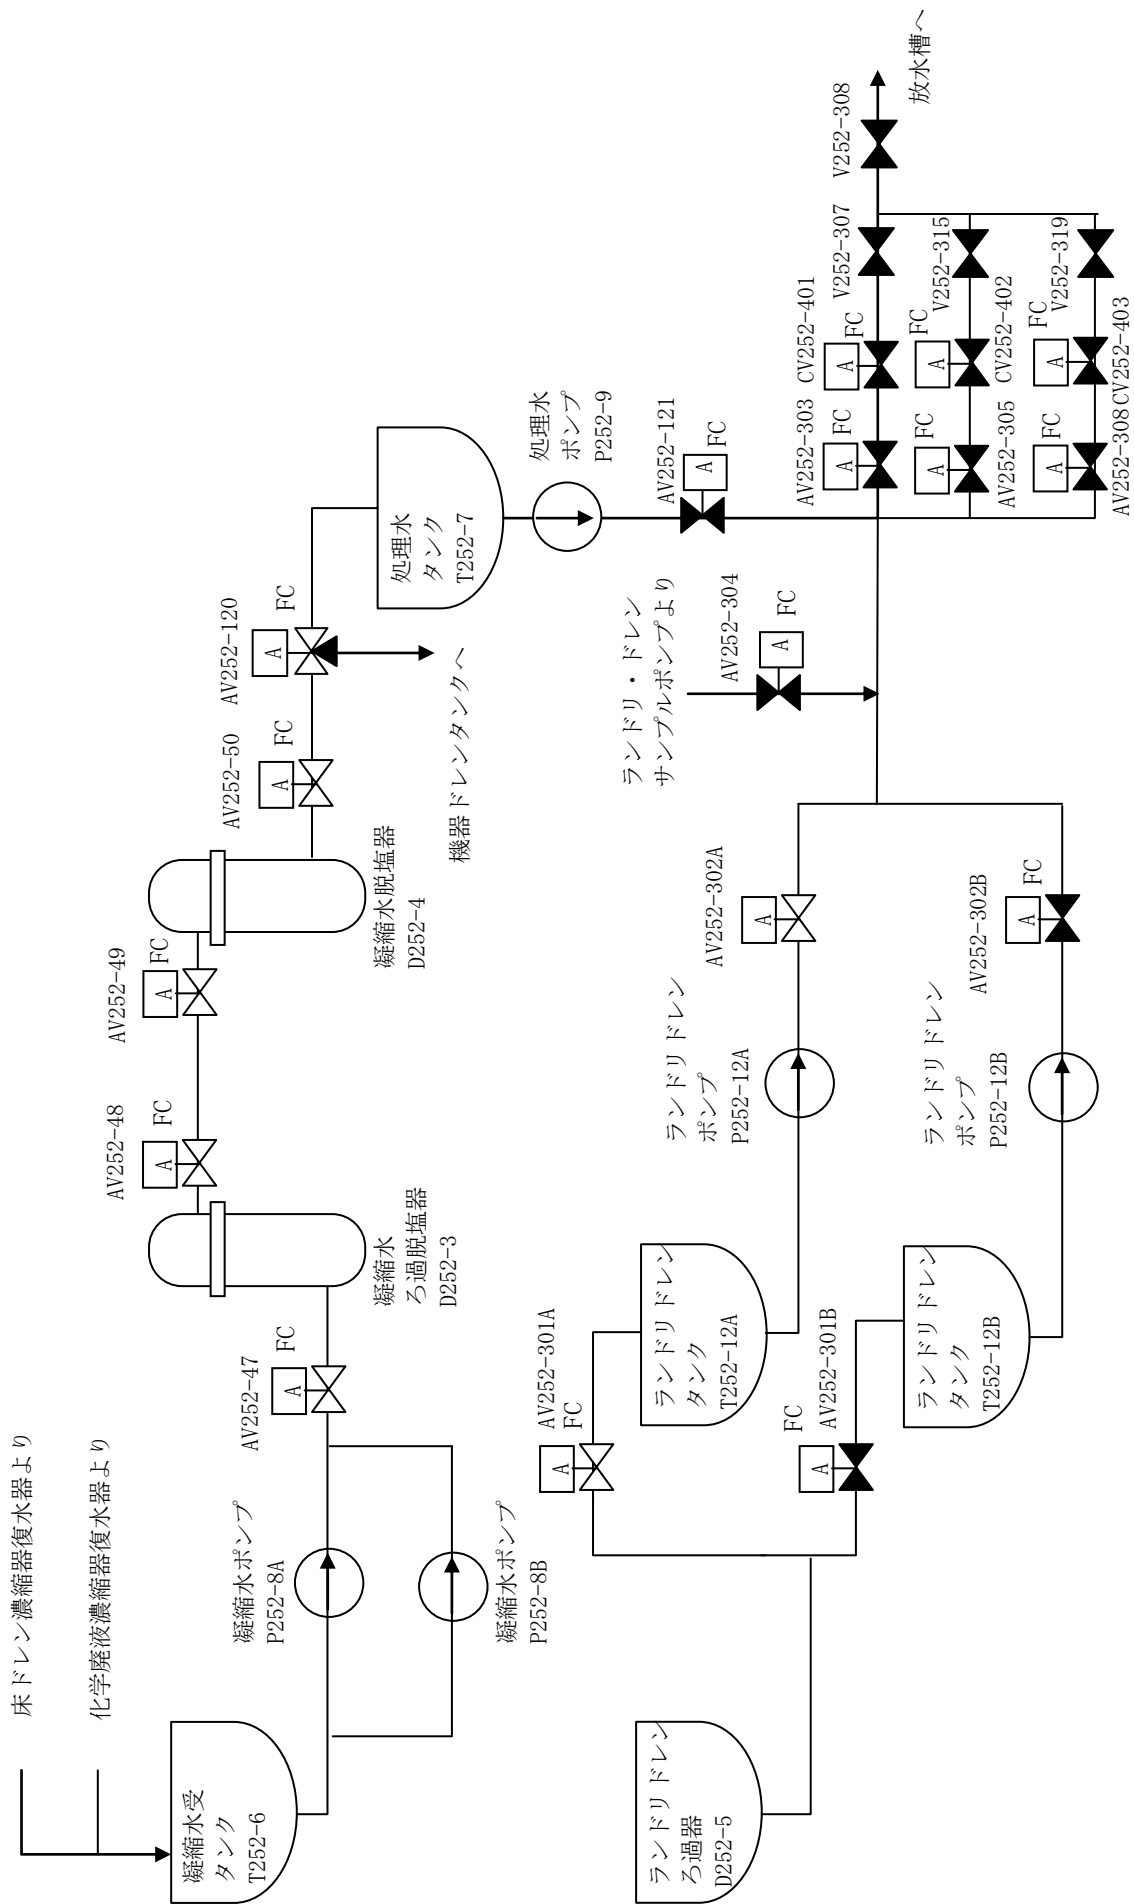 床ドレン濃縮器復水器より
化学廃液濃縮器復水器より
凝縮水受
タンク
T252-6
凝縮水ポンプ
P252-8A
凝縮水ポンプ
P252-8B
AV252-47
A
FC
凝縮水
ろ過脱塩器
D252-3
AV252-48
A
FC
AV252-49
A
FC
凝縮水脱塩器
D252-4
AV252-50
A
FC
AV252-120
A
FC
機器ドレンタンクへ
処理水
タンク
T252-7
処理水
ポンプ
P252-9
AV252-121
A
FC
ランドリドレン
ろ過器
D252-5
AV252-301A
A
FC
AV252-301B
A
FC
ランドリドレン
タンク
T252-12A
ランドリドレン
タンク
T252-12B
ランドリドレン
ポンプ
P252-12A
ランドリドレン
ポンプ
P252-12B
AV252-302A
A
AV252-302B
A
FC
ランドリ・ドレン
サンプルポンプより
AV252-304
A
FC
AV252-303
A
FC
CV252-401
A
FC
V252-307
V252-308
放水槽へ
AV252-305
A
FC
CV252-402
A
FC
V252-315
AV252-308
A
FC
CV252-403
A
FC
V252-319